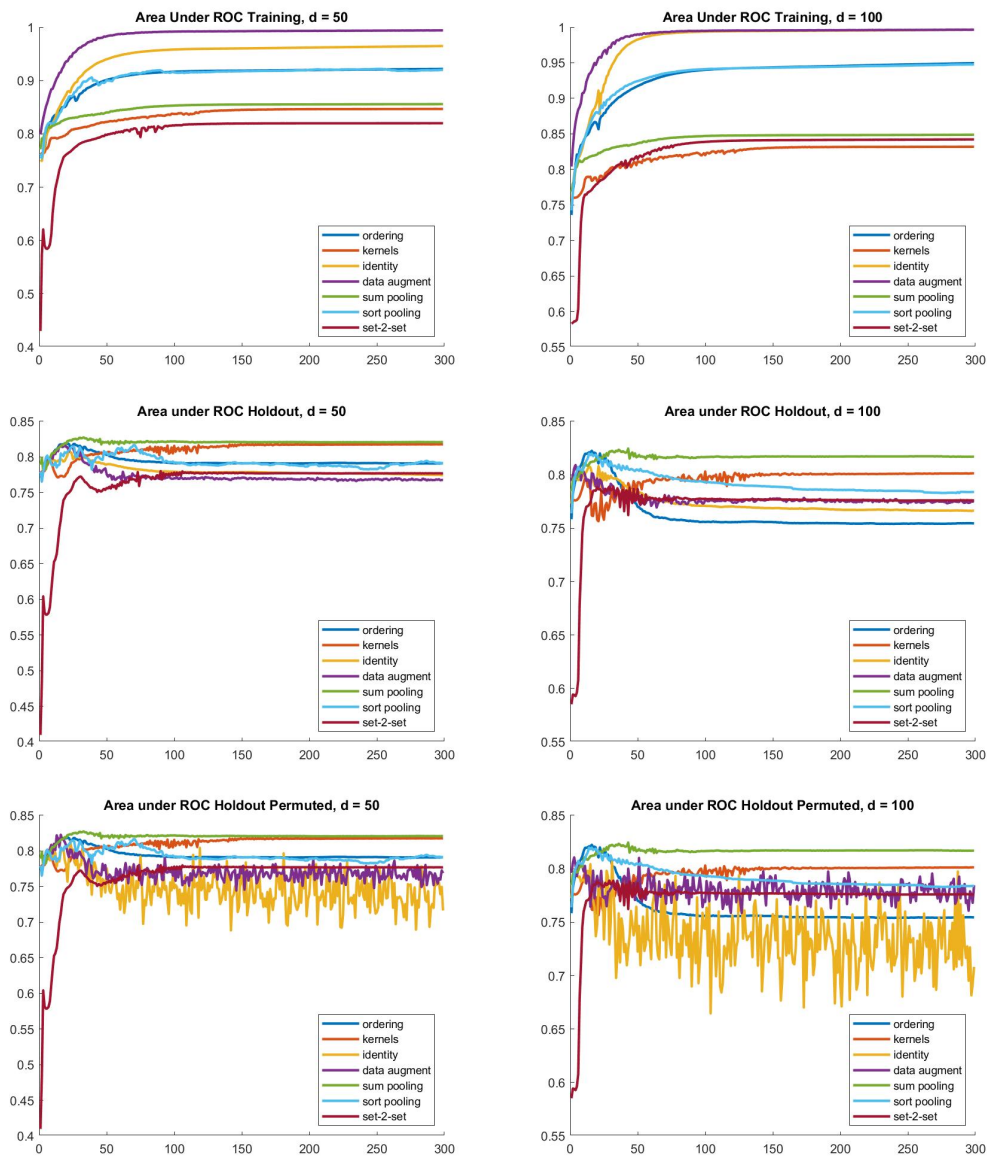 Area Under ROC Training, d = 50
1
0.9
0.8
0.7
0.6
0.5
0.4
0 50 100 150 200 250 300
ordering
kernels
identity
data augment
sum pooling
sort pooling
set-2-set
Area Under ROC Training, d = 100
1
0.95
0.9
0.85
0.8
0.75
0.7
0.65
0.6
0.55
0 50 100 150 200 250 300
ordering
kernels
identity
data augment
sum pooling
sort pooling
set-2-set
Area under ROC Holdout, d = 50
0.85
0.8
0.75
0.7
0.65
0.6
0.55
0.5
0.45
0.4
0 50 100 150 200 250 300
ordering
kernels
identity
data augment
sum pooling
sort pooling
set-2-set
Area under ROC Holdout, d = 100
0.85
0.8
0.75
0.7
0.65
0.6
0.55
0 50 100 150 200 250 300
ordering
kernels
identity
data augment
sum pooling
sort pooling
set-2-set
Area under ROC Holdout Permuted, d = 50
0.85
0.8
0.75
0.7
0.65
0.6
0.55
0.5
0.45
0.4
0 50 100 150 200 250 300
ordering
kernels
identity
data augment
sum pooling
sort pooling
set-2-set
Area under ROC Holdout Permuted, d = 100
0.85
0.8
0.75
0.7
0.65
0.6
0.55
0 50 100 150 200 250 300
ordering
kernels
identity
data augment
sum pooling
sort pooling
set-2-set